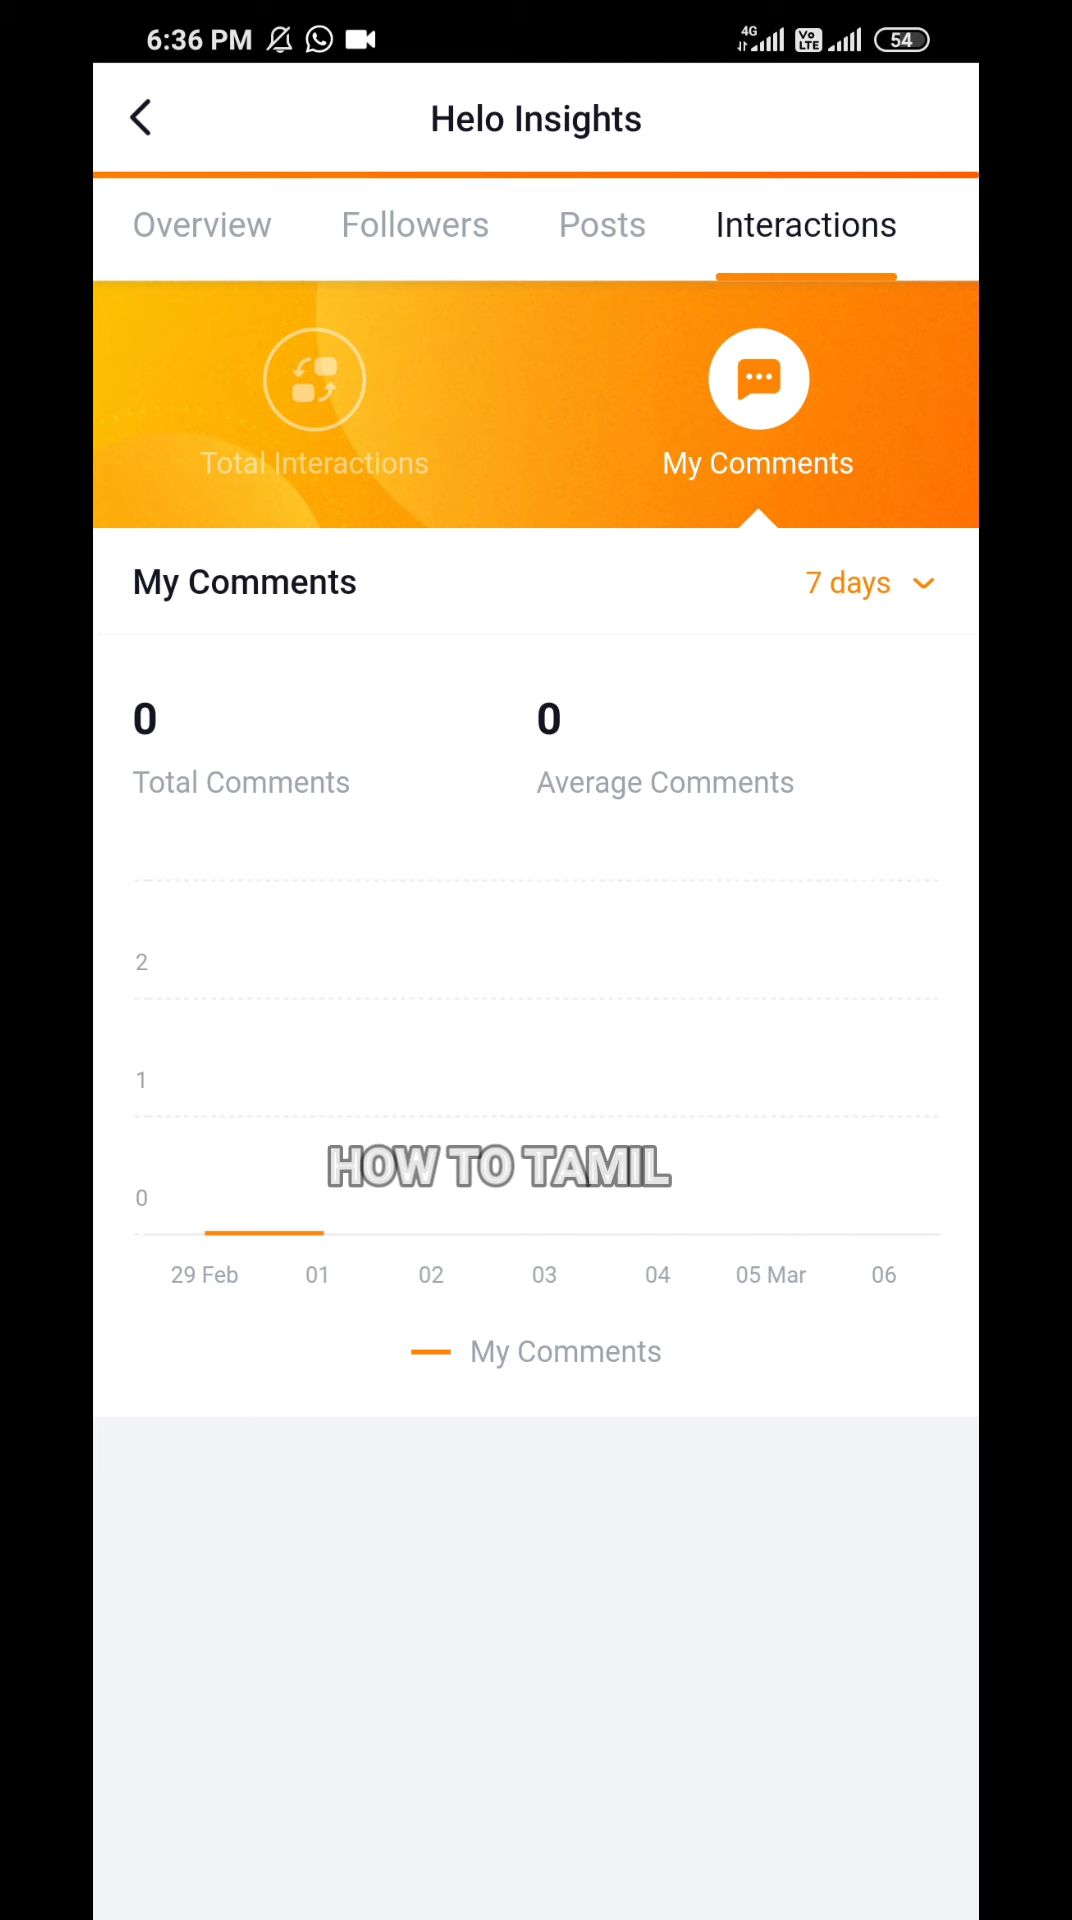 6:36 PM 4G Vo LTE 54
Helo Insights
Overview Followers Posts Interactions
Total Interactions My Comments
My Comments 7 days
0 0
Total Comments Average Comments
2
1
HOW TO TAMIL
0
29 Feb 01 02 03 04 05 Mar 06
My Comments